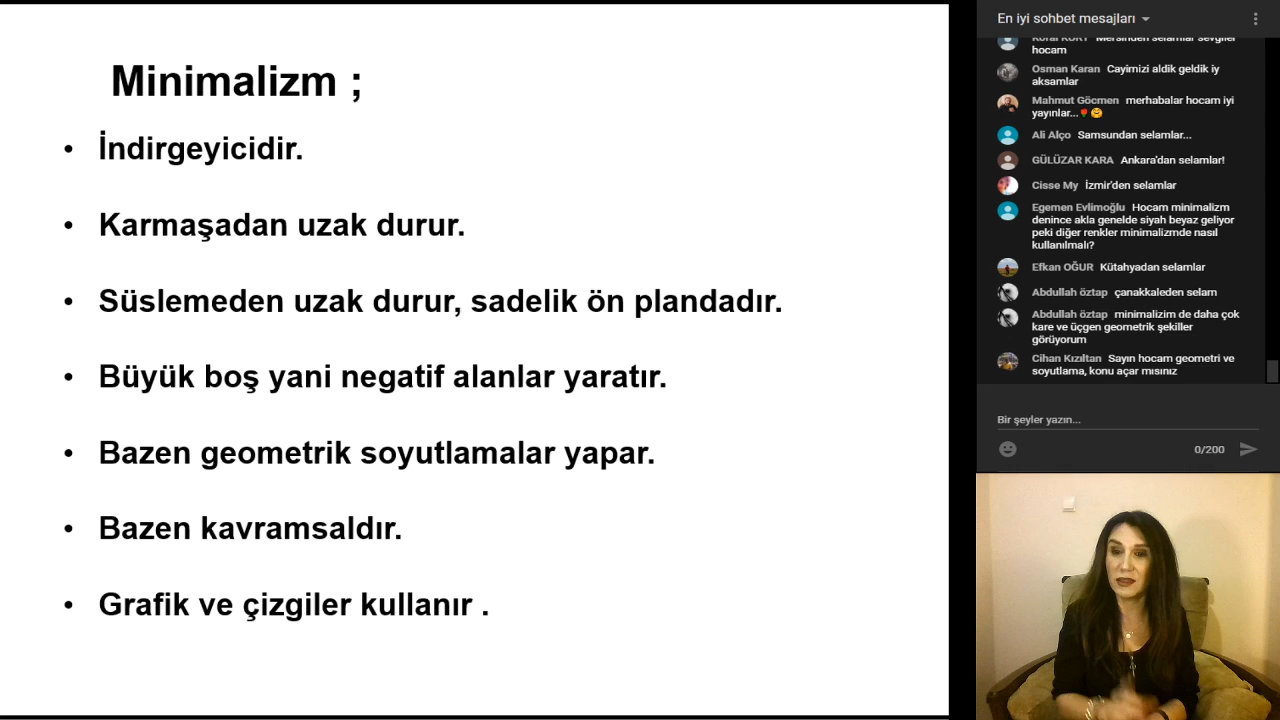 Minimalizm ;
• İndirgeyicidir.
• Karmaşadan uzak durur.
• Süslemeden uzak durur, sadelik ön plandadır.
• Büyük boş yani negatif alanlar yaratır.
• Bazen geometrik soyutlamalar yapar.
• Bazen kavramsaldır.
• Grafik ve çizgiler kullanır .
En iyi sohbet mesajları
Koral KURT Mersinden selamlar sevgiler
hocam
Osman Karan Cayimizi aldik geldik iy
aksamlar
Mahmut Göcmen merhabalar hocam iyi
yayınlar...🌹🤗
Ali Alço Samsundan selamlar...
GÜLÜZAR KARA Ankara'dan selamlar!
Cisse My İzmir'den selamlar
Egemen Evlimoğlu Hocam minimalizm
denince akla genelde siyah beyaz geliyor
peki diğer renkler minimalizmde nasıl
kullanılmalı?
Efkan OĞUR Kütahyadan selamlar
Abdullah öztap çanakkaleden selam
Abdullah öztap minimalizim de daha çok
kare ve üçgen geometrik şekiller
görüyorum
Cihan Kızıltan Sayın hocam geometri ve
soyutlama, konu açar mısınız
Bir şeyler yazın...
0/200